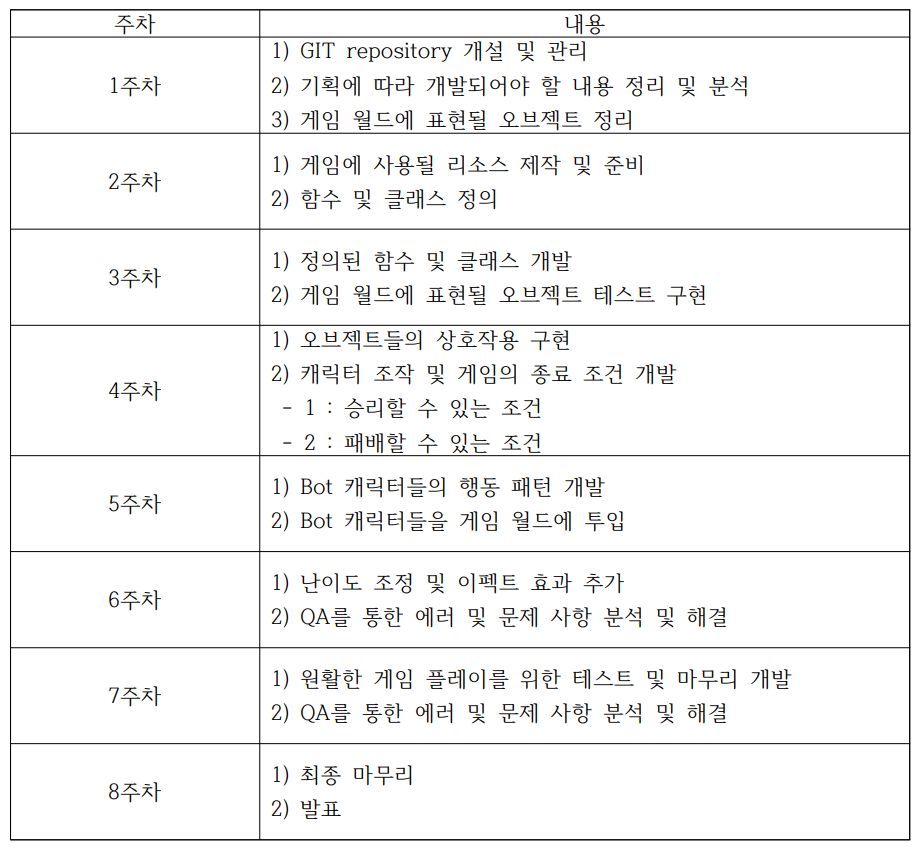 주차 내용
1주차
1) GIT repository 개설 및 관리
2) 기획에 따라 개발되어야 할 내용 정리 및 분석
3) 게임 월드에 표현될 오브젝트 정리
2주차
1) 게임에 사용될 리소스 제작 및 준비
2) 함수 및 클래스 정의
3주차
1) 정의된 함수 및 클래스 개발
2) 게임 월드에 표현될 오브젝트 테스트 구현
4주차
1) 오브젝트들의 상호작용 구현
2) 캐릭터 조작 및 게임의 종료 조건 개발
- 1 : 승리할 수 있는 조건
- 2 : 패배할 수 있는 조건
5주차
1) Bot 캐릭터들의 행동 패턴 개발
2) Bot 캐릭터들을 게임 월드에 투입
6주차
1) 난이도 조정 및 이펙트 효과 추가
2) QA를 통한 에러 및 문제 사항 분석 및 해결
7주차
1) 원활한 게임 플레이를 위한 테스트 및 마무리 개발
2) QA를 통한 에러 및 문제 사항 분석 및 해결
8주차
1) 최종 마무리
2) 발표